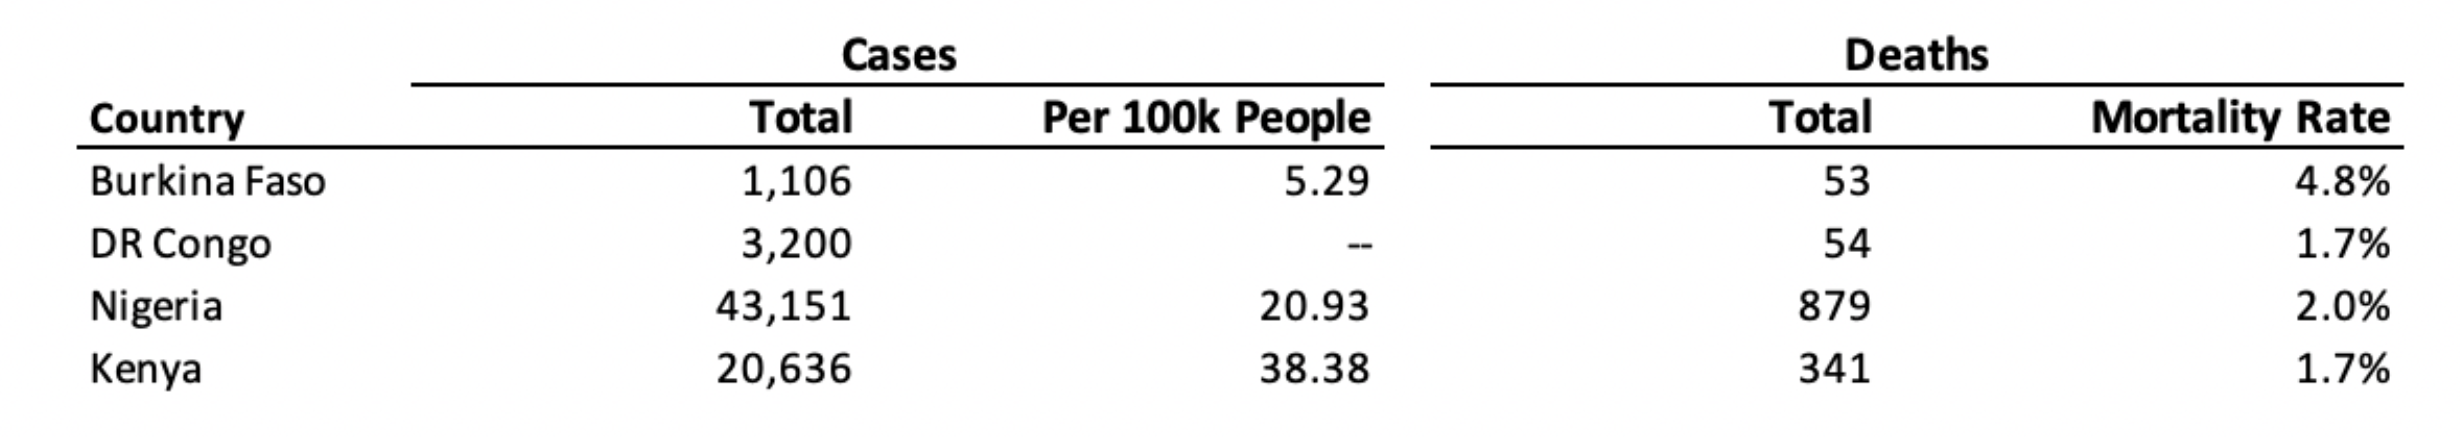 Cases Deaths
Country Total Per 100k People Total Mortality Rate
Burkina Faso 1,106 5.29 53 4.8%
DR Congo 3,200 -- 54 1.7%
Nigeria 43,151 20.93 879 2.0%
Kenya 20,636 38.38 341 1.7%